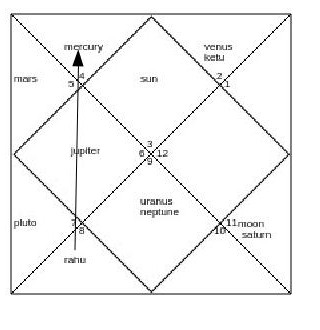 mercury
venus
ketu
mars
sun
4
5
2
1
jupiter
3
6 12
9
uranus
neptune
pluto
7
8
11 moon
10 saturn
rahu